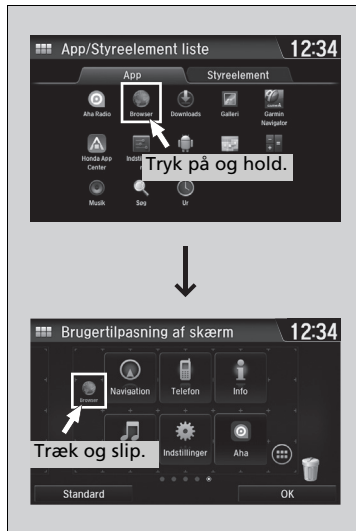 App/Styreelement liste 12:34
App Styreelement
Aha Radio Browser Downloads Galleri Garmin
Navigator
Honda App
Center
Tryk på og hold.
Musik Søg Ur
Brugertilpasning af skærm 12:34
Browser Navigation Telefon Info
Træk og slip.
Indstillinger Aha
Standard OK